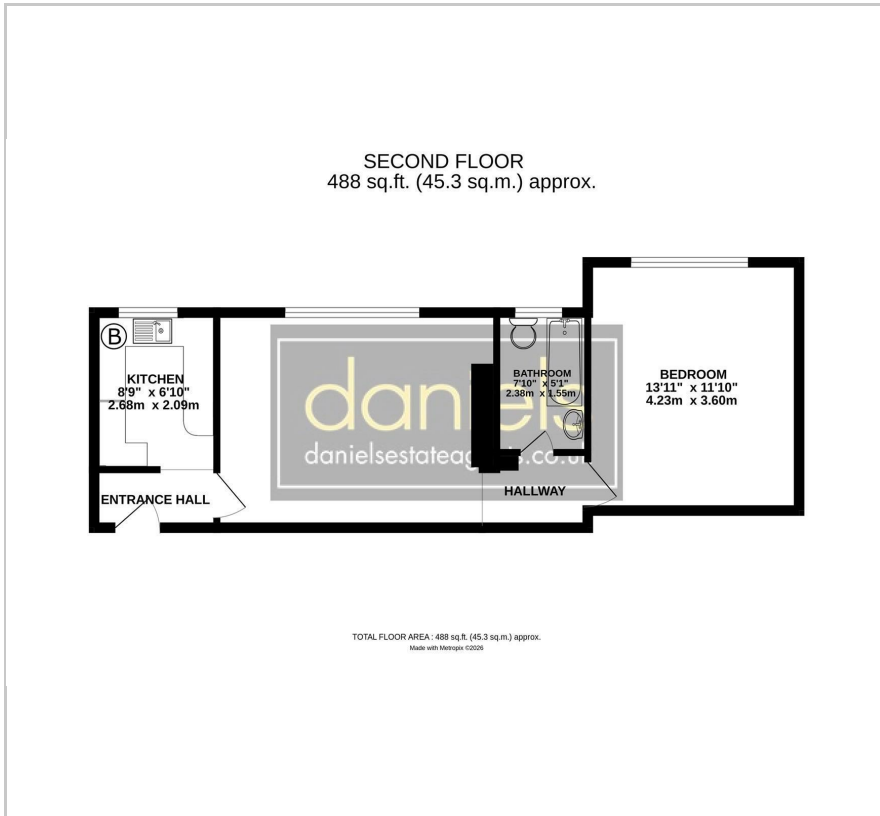 SECOND FLOOR
488 sq.ft. (45.3 sq.m.) approx.
B
KITCHEN
8'9" x 6'10"
2.68m x 2.09m
ENTRANCE HALL
daniels
danielsestateagents.co.uk
BATHROOM
7'10" x 5'1"
2.38m x 1.55m
HALLWAY
BEDROOM
13'11" x 11'10"
4.23m x 3.60m
TOTAL FLOOR AREA : 488 sq.ft. (45.3 sq.m.) approx.
Made with Metropix ©2026